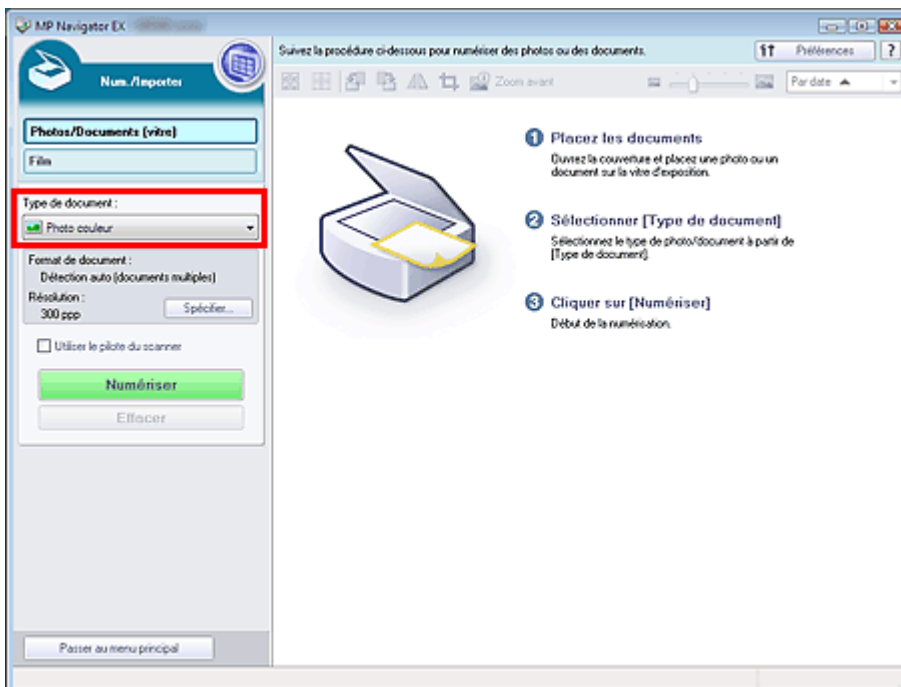 MP Navigator EX
Num./Importer
Photos/Documents (vitre)
Film
Type de document :
Photo couleur
Format de document :
Détection auto (documents multiples)
Résolution :
300 ppp
Spécifier...
Utiliser le pilote du scanner
Numériser
Effacer
Passer au menu principal
Suivez la procédure ci-dessous pour numériser des photos ou des documents.
Préférences
?
Zoom avant
Par date
1 Placez les documents
Ouvrez la couverture et placez une photo ou un
document sur la vitre d'exposition.
2 Sélectionner [Type de document]
Sélectionnez le type de photo/document à partir de
[Type de document].
3 Cliquer sur [Numériser]
Début de la numérisation.